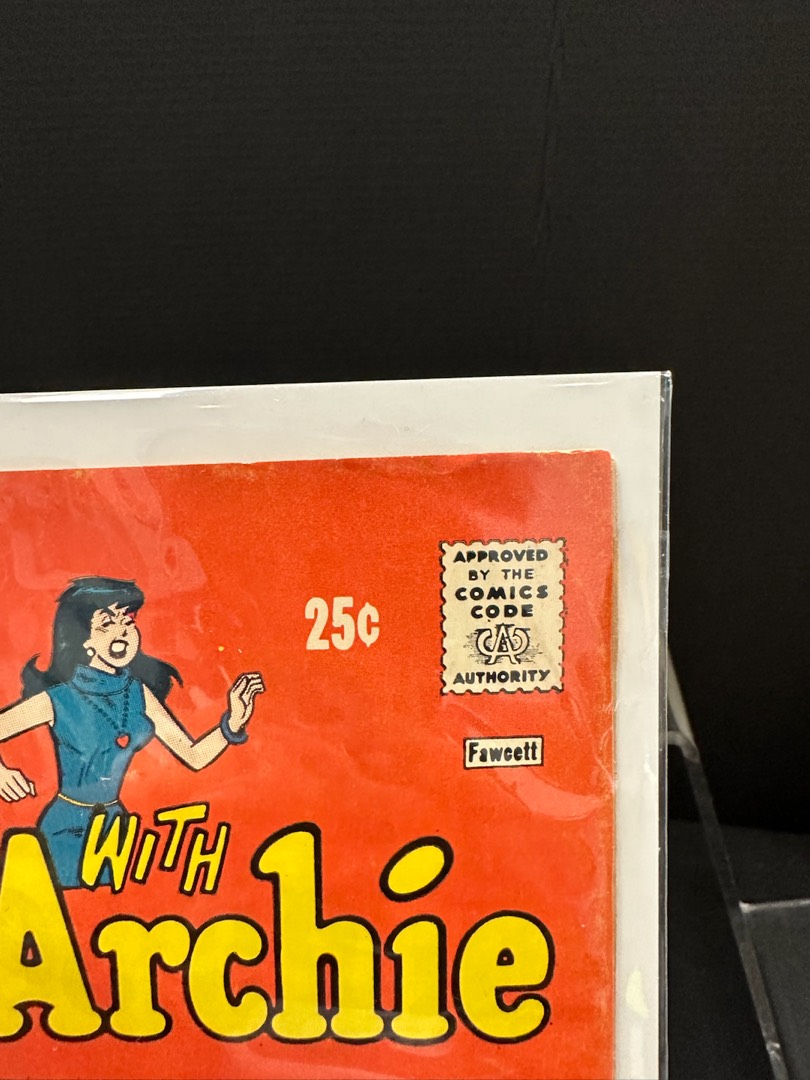 25¢
APPROVED
BY THE
COMICS
CODE
CA
AUTHORITY
Fawcett
WITH
Archie